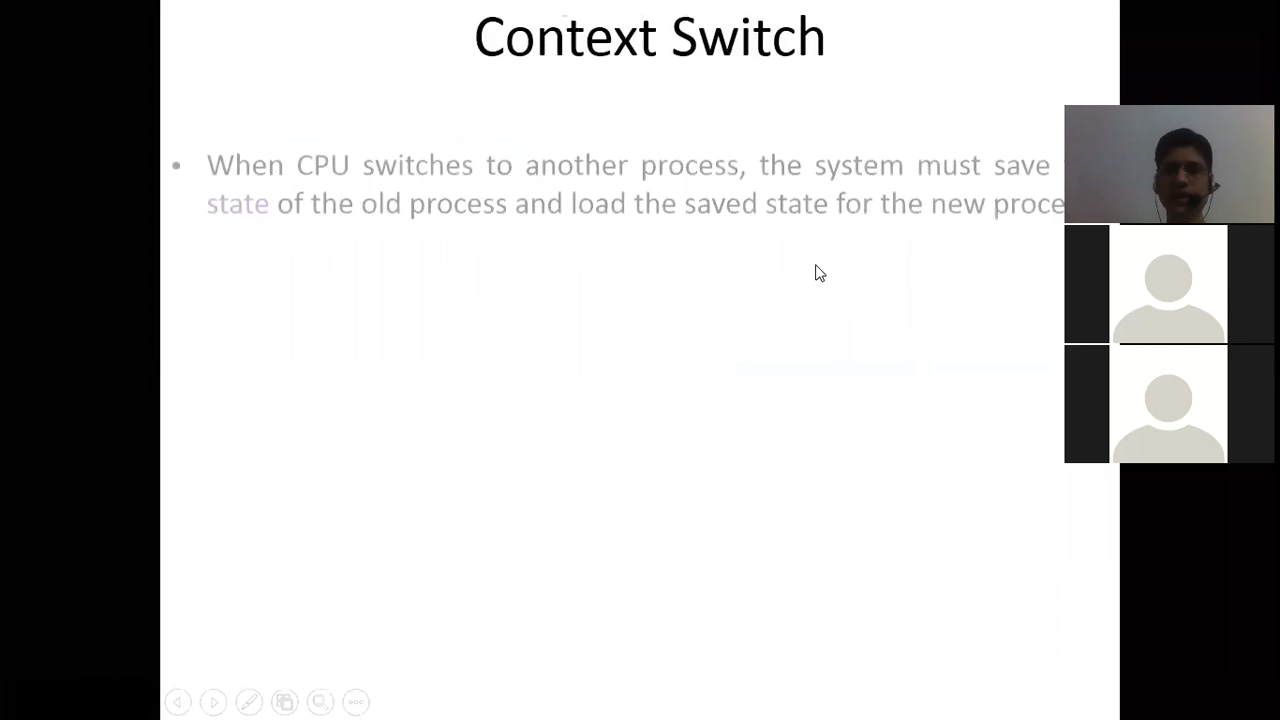 Context Switch
• When CPU switches to another process, the system must save
state of the old process and load the saved state for the new proce